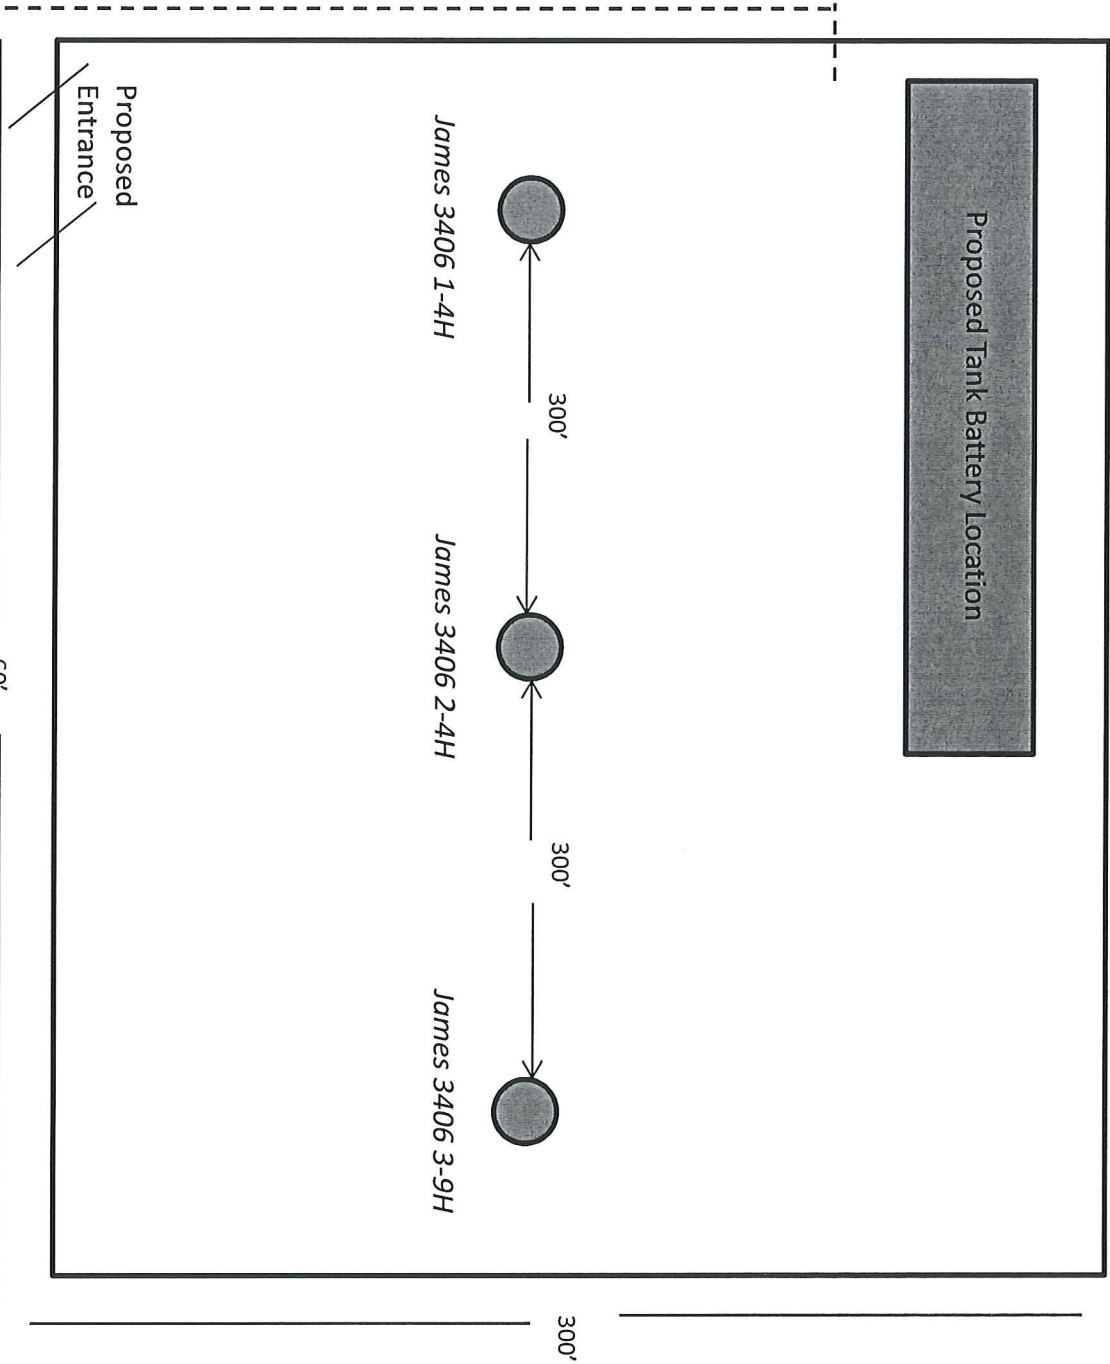 Proposed Tank Battery Location
300’
300’
James 3406 1-4H
James 3406 2-4H
James 3406 3-9H
Proposed
Entrance
300’